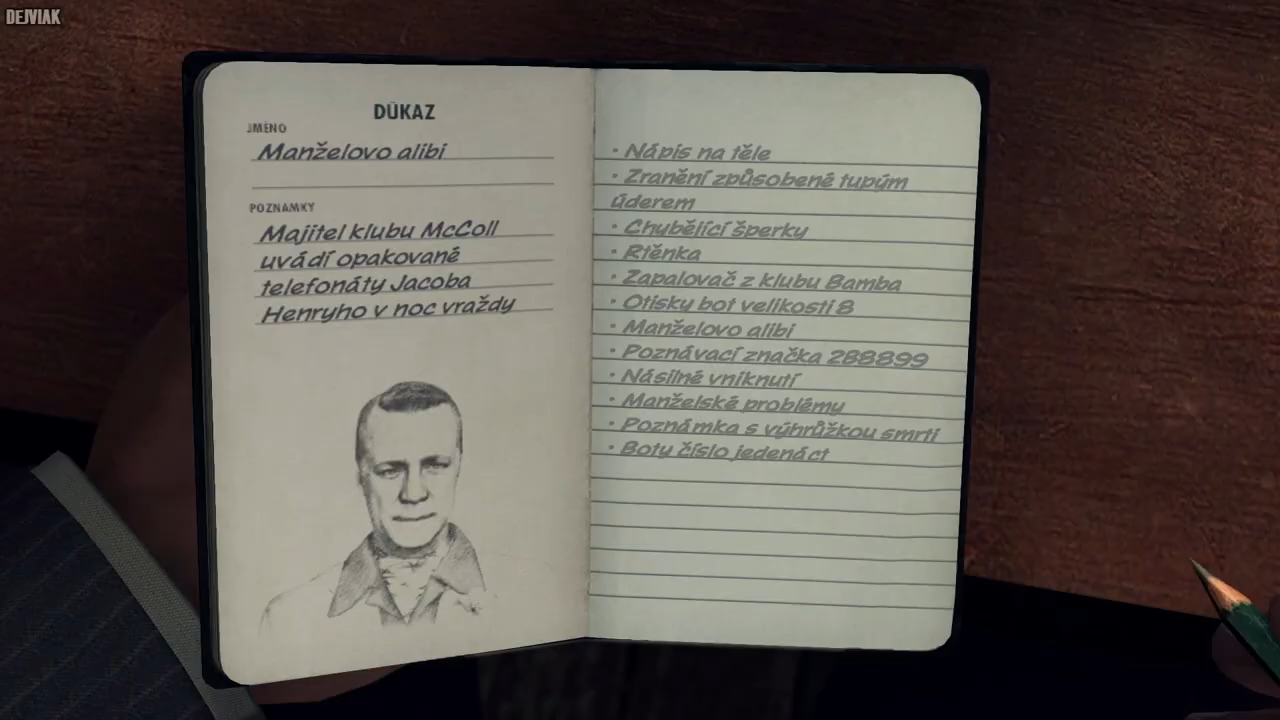 DEJVIAK
DŮKAZ
JMÉNO
Manželovo alibi
POZNÁMKY
Majitel klubu McColl
uvádí opakované
telefonáty Jacoba
Henryho v noc vraždy
· Nápis na těle
· Zranění způsobené tupým
úderem
· Chubělící šperky
· Rtěnka
· Zapalovač z klubu Bamba
· Otisky bot velikosti 8
· Manželovo alibi
· Poznávací značka 2B8899
· Násilné vniknutí
· Manželské problémy
· Poznámka s výhrůžkou smrti
· Boty číslo jedenáct